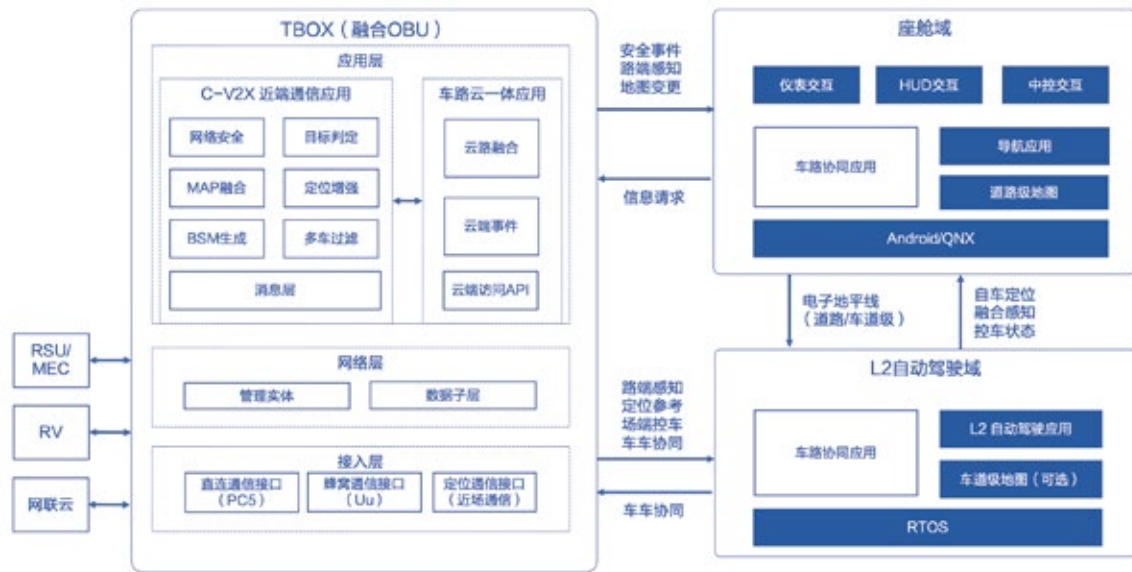 TBOX（融合OBU）
应用层
C-V2X 近端通信应用
网络安全
目标判定
MAP融合
定位增强
BSM生成
多车过滤
消息层
车路云一体应用
云路融合
云端事件
云端访问API
网络层
管理实体
数据子层
接入层
直连通信接口
（PC5）
蜂窝通信接口
（Uu）
定位通信接口
（近场通信）
RSU/
MEC
RV
网联云
安全事件
路端感知
地图变更
信息请求
路端感知
定位参考
场端控车
车车协同
车车协同
座舱域
仪表交互
HUD交互
中控交互
车路协同应用
导航应用
道路级地图
Android/QNX
电子地平线
（道路/车道级）
自车定位
融合感知
控车状态
L2自动驾驶域
车路协同应用
L2 自动驾驶应用
车道级地图（可选）
RTOS